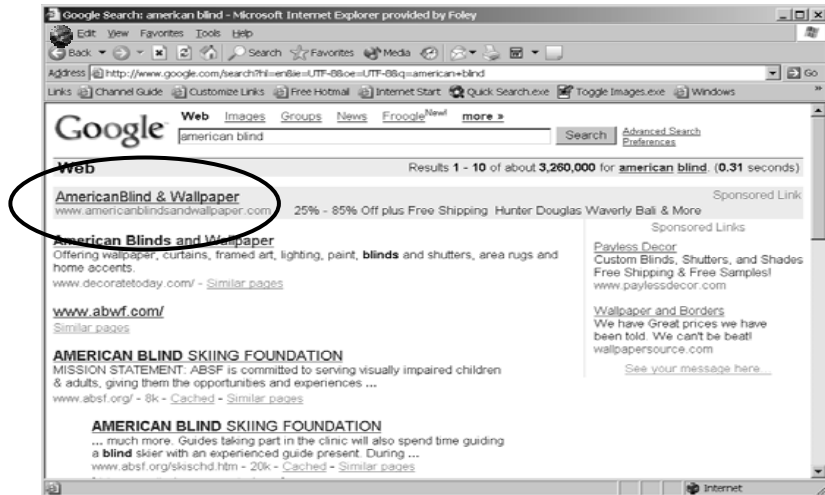 Google Search: american blind - Microsoft Internet Explorer provided by Foley
Edit View Favorites Tools Help
Back Search Favorites Media
Address http://www.google.com/search?hl=en&ie=UTF-8&oe=UTF-8&q=american+blind Go
Links Channel Guide Customize Links Free Hotmail Internet Start Quick Search.exe Toggle Images.exe Windows »
Google
Web Images Groups News Froogle New! more »
american blind Search Advanced Search
Preferences
Web Results 1 - 10 of about 3,260,000 for american blind. (0.31 seconds)
AmericanBlind & Wallpaper Sponsored Link
www.americanblindsandwallpaper.com 25% - 85% Off plus Free Shipping Hunter Douglas Waverly Bali & More
American Blinds and Wallpaper
Offering wallpaper, curtains, framed art, lighting, paint, blinds and shutters, area rugs and
home accents.
www.decoratetoday.com/ - Similar pages
www.abwf.com/
Similar pages
AMERICAN BLIND SKIING FOUNDATION
MISSION STATEMENT: ABSF is committed to serving visually impaired children
& adults, giving them the opportunities and experiences ...
www.absf.org/ - 8k - Cached - Similar pages
AMERICAN BLIND SKIING FOUNDATION
... much more. Guides taking part in the clinic will also spend time guiding
a blind skier with an experienced guide present. During ...
www.absf.org/skischd.htm - 20k - Cached - Similar pages
Sponsored Links
Payless Decor
Custom Blinds, Shutters, and Shades
Free Shipping & Free Samples!
www.paylessdecor.com
Wallpaper and Borders
We have Great prices we have
been told. We can't be beat!
wallpapersource.com
See your message here...
Internet